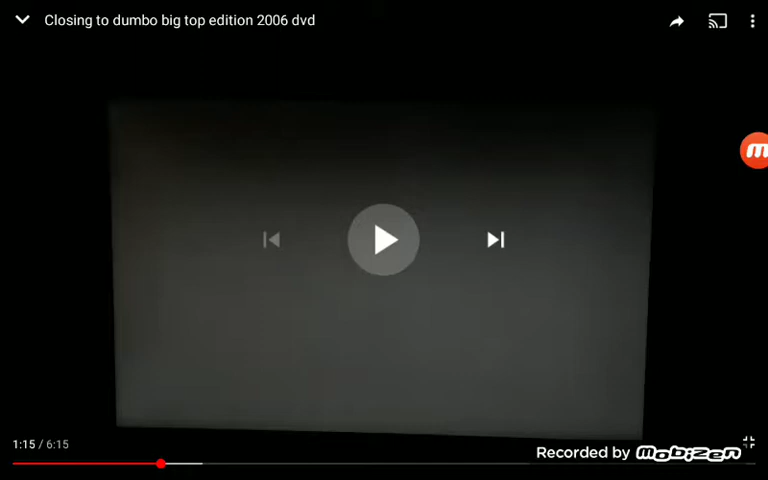 Closing to dumbo big top edition 2006 dvd
m
1:15 / 6:15
Recorded by mobizen